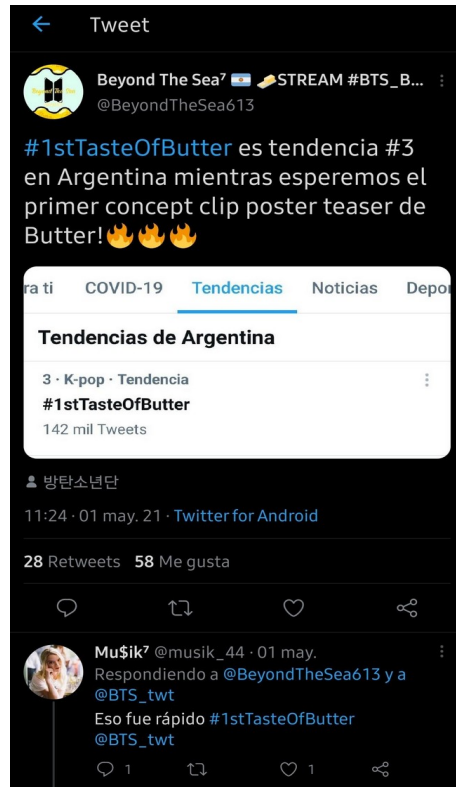 Tweet
Beyond The Sea⁷ 🇦🇷 🧈STREAM #BTS_B...
@BeyondTheSea613
#1stTasteOfButter es tendencia #3
en Argentina mientras esperemos el
primer concept clip poster teaser de
Butter!🔥🔥🔥
ra ti COVID-19 Tendencias Noticias Depor
Tendencias de Argentina
3 · K-pop · Tendencia
#1stTasteOfButter
142 mil Tweets
방탄소년단
11:24 · 01 may. 21 · Twitter for Android
28 Retweets 58 Me gusta
Mu$ik⁷ @musik_44 · 01 may.
Respondiendo a @BeyondTheSea613 y a
@BTS_twt
Eso fue rápido #1stTasteOfButter
@BTS_twt
1 1